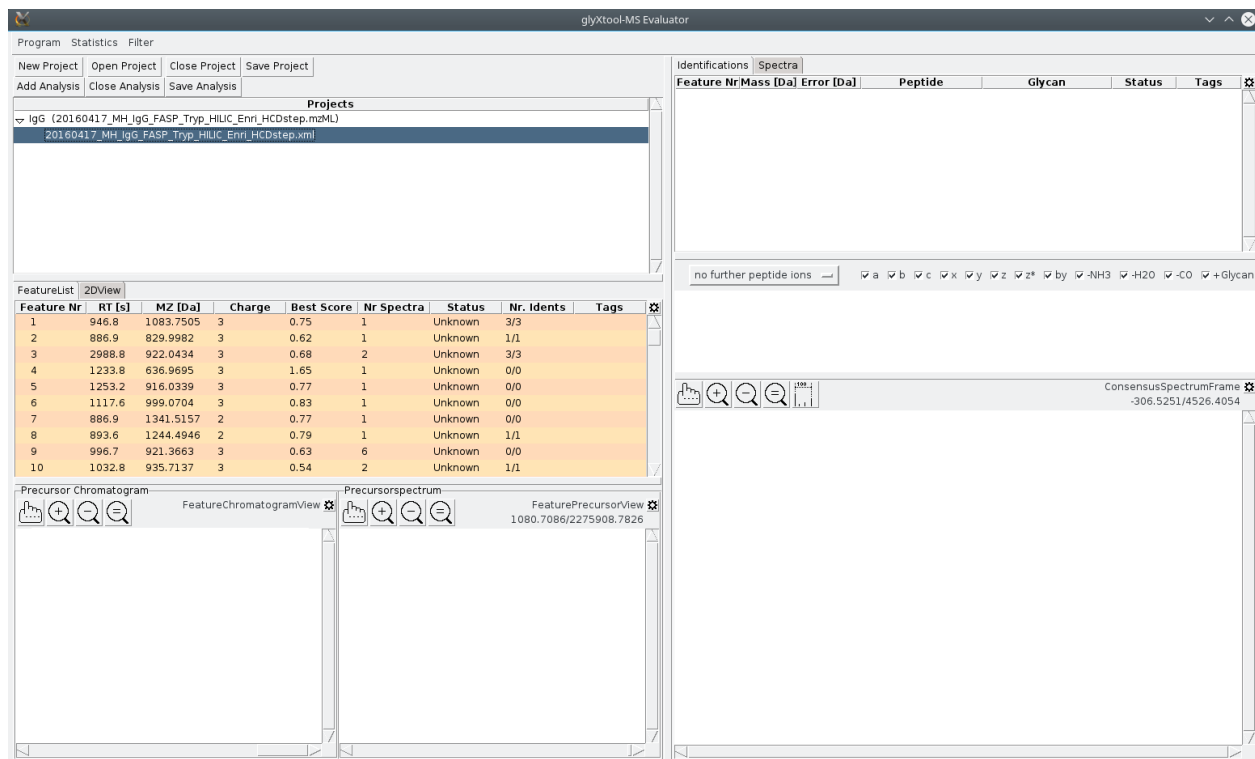 glyXtool-MS Evaluator
Program Statistics Filter
New Project Open Project Close Project Save Project
Add Analysis Close Analysis Save Analysis
Projects
IgG (20160417_MH_IgG_FASP_Tryp_HILIC_Enri_HCDstep.mzML)
20160417_MH_IgG_FASP_Tryp_HILIC_Enri_HCDstep.xml
FeatureList 2DView
Feature Nr RT [s] MZ [Da] Charge Best Score Nr Spectra Status Nr. Idents Tags
1 946.8 1083.7505 3 0.75 1 Unknown 3/3
2 886.9 829.9982 3 0.62 1 Unknown 1/1
3 2988.8 922.0434 3 0.68 2 Unknown 3/3
4 1233.8 636.9695 3 1.65 1 Unknown 0/0
5 1253.2 916.0339 3 0.77 1 Unknown 0/0
6 1117.6 999.0704 3 0.83 1 Unknown 0/0
7 886.9 1341.5157 2 0.77 1 Unknown 0/0
8 893.6 1244.4946 2 0.79 1 Unknown 1/1
9 996.7 921.3663 3 0.63 6 Unknown 0/0
10 1032.8 935.7137 3 0.54 2 Unknown 1/1
Precursor Chromatogram
FeatureChromatogramView
Precursorspectrum
FeaturePrecursorView
1080.7086/2275908.7826
Identifications Spectra
Feature Nr Mass [Da] Error [Da] Peptide Glycan Status Tags
no further peptide ions a b c x y z z* by -NH3 -H2O -CO +Glycan
100
ConsensusSpectrumFrame
-306.5251/4526.4054